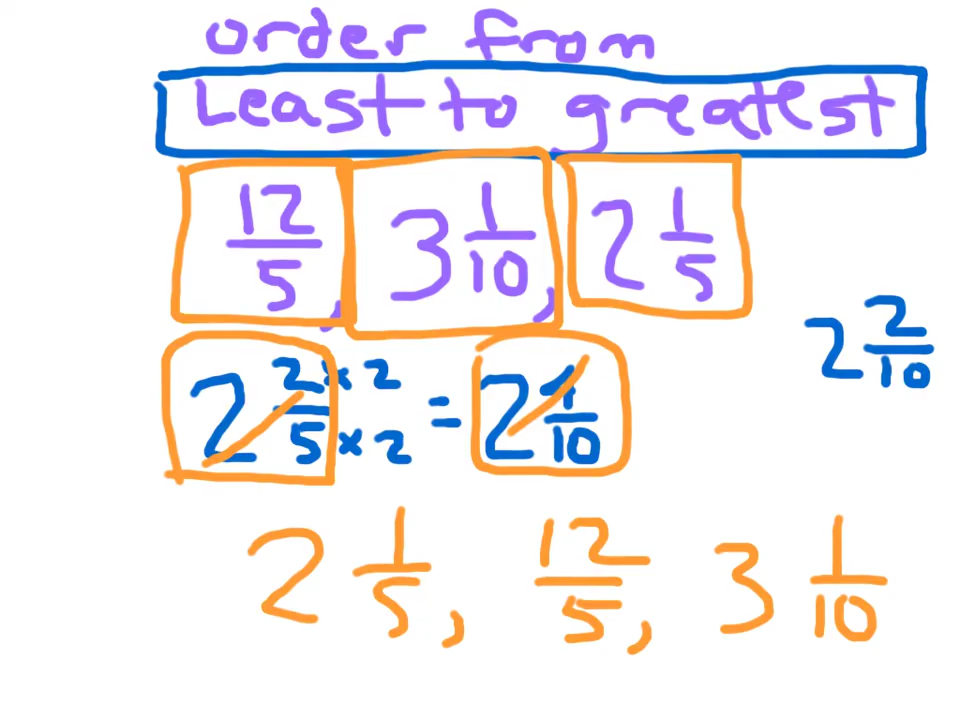 order from
Least to greatest
12/5, 3 1/10, 2 1/5
2 2/5 × 2 × 2 = 2 4/10
2 2/10
2 1/5, 12/5, 3 1/10